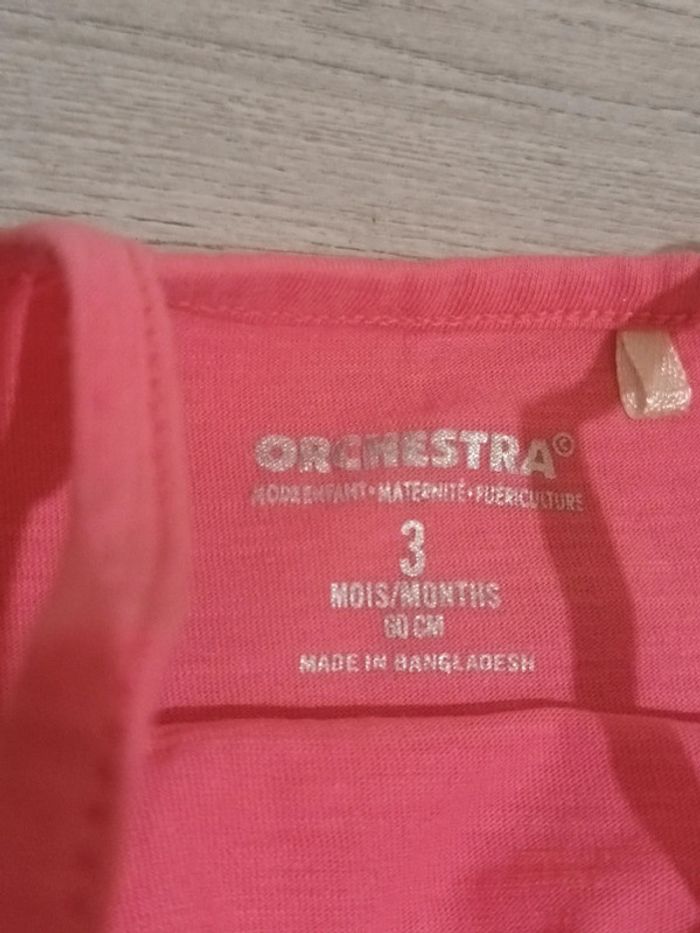 ORCHESTRA©
MODE ENFANT • MATERNITÉ • PUÉRICULTURE
3
MOIS/MONTHS
60 CM
MADE IN BANGLADESH